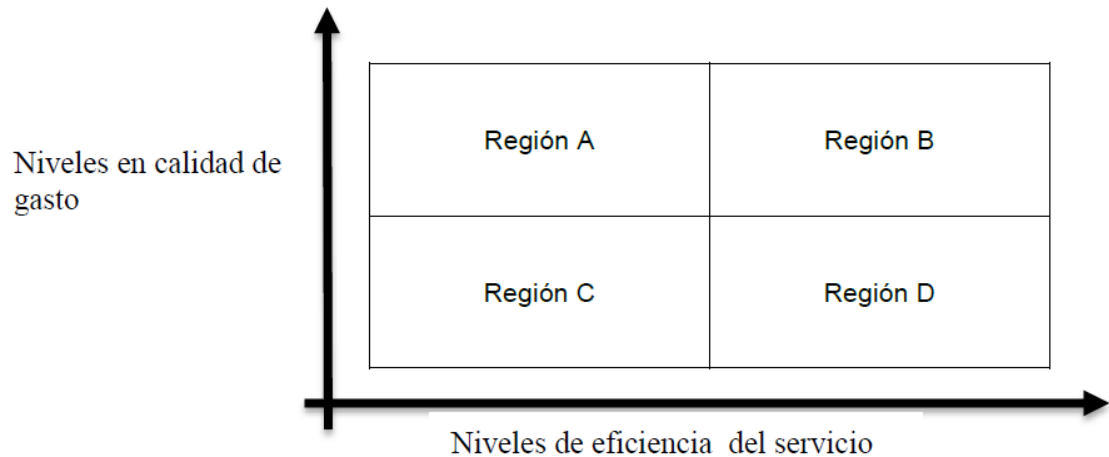 Niveles en calidad de
gasto
Región A
Región B
Región C
Región D
Niveles de eficiencia  del servicio